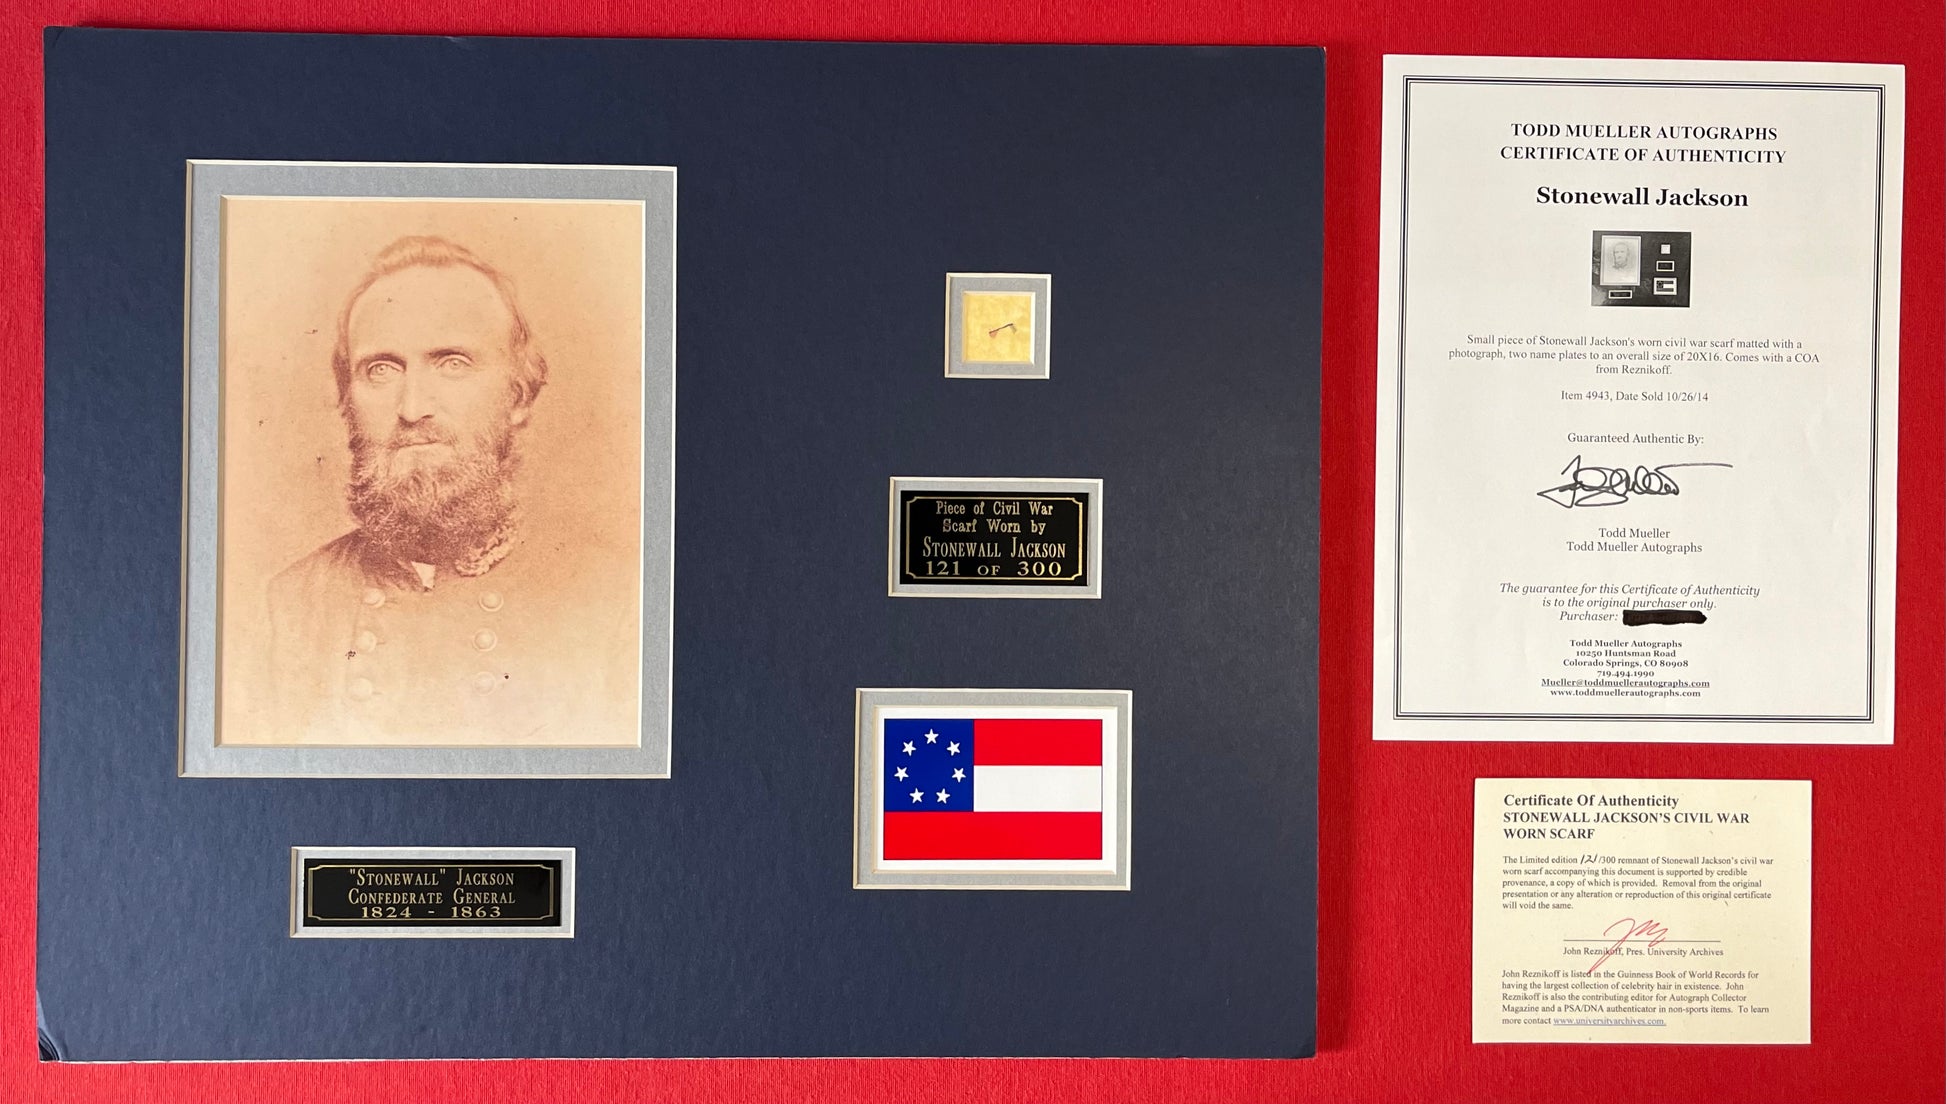 "STONEWALL" JACKSON
CONFEDERATE GENERAL
1824 - 1863
Piece of Civil War
Scarf Worn by
STONEWALL JACKSON
121 OF 300
TODD MUELLER AUTOGRAPHS
CERTIFICATE OF AUTHENTICITY
Stonewall Jackson
Small piece of Stonewall Jackson's worn civil war scarf matted with a
photograph, two name plates to an overall size of 20X16. Comes with a COA
from Reznikoff.
Item 4943, Date Sold 10/26/14
Guaranteed Authentic By:
Todd Mueller
Todd Mueller Autographs
The guarantee for this Certificate of Authenticity
is to the original purchaser only.
Purchaser:
Todd Mueller Autographs
10250 Huntsman Road
Colorado Springs, CO 80908
719.494.1990
Mueller@toddmuellerautographs.com
www.toddmuellerautographs.com
Certificate Of Authenticity
STONEWALL JACKSON'S CIVIL WAR
WORN SCARF
The Limited edition 121/300 remnant of Stonewall Jackson's civil war
worn scarf accompanying this document is supported by credible
provenance, a copy of which is provided. Removal from the original
presentation or any alteration or reproduction of this original certificate
will void the same.
John Reznikoff, Pres. University Archives
John Reznikoff is listed in the Guinness Book of World Records for
having the largest collection of celebrity hair in existence. John
Reznikoff is also the contributing editor for Autograph Collector
Magazine and a PSA/DNA authenticator in non-sports items. To learn
more contact www.universityarchives.com.